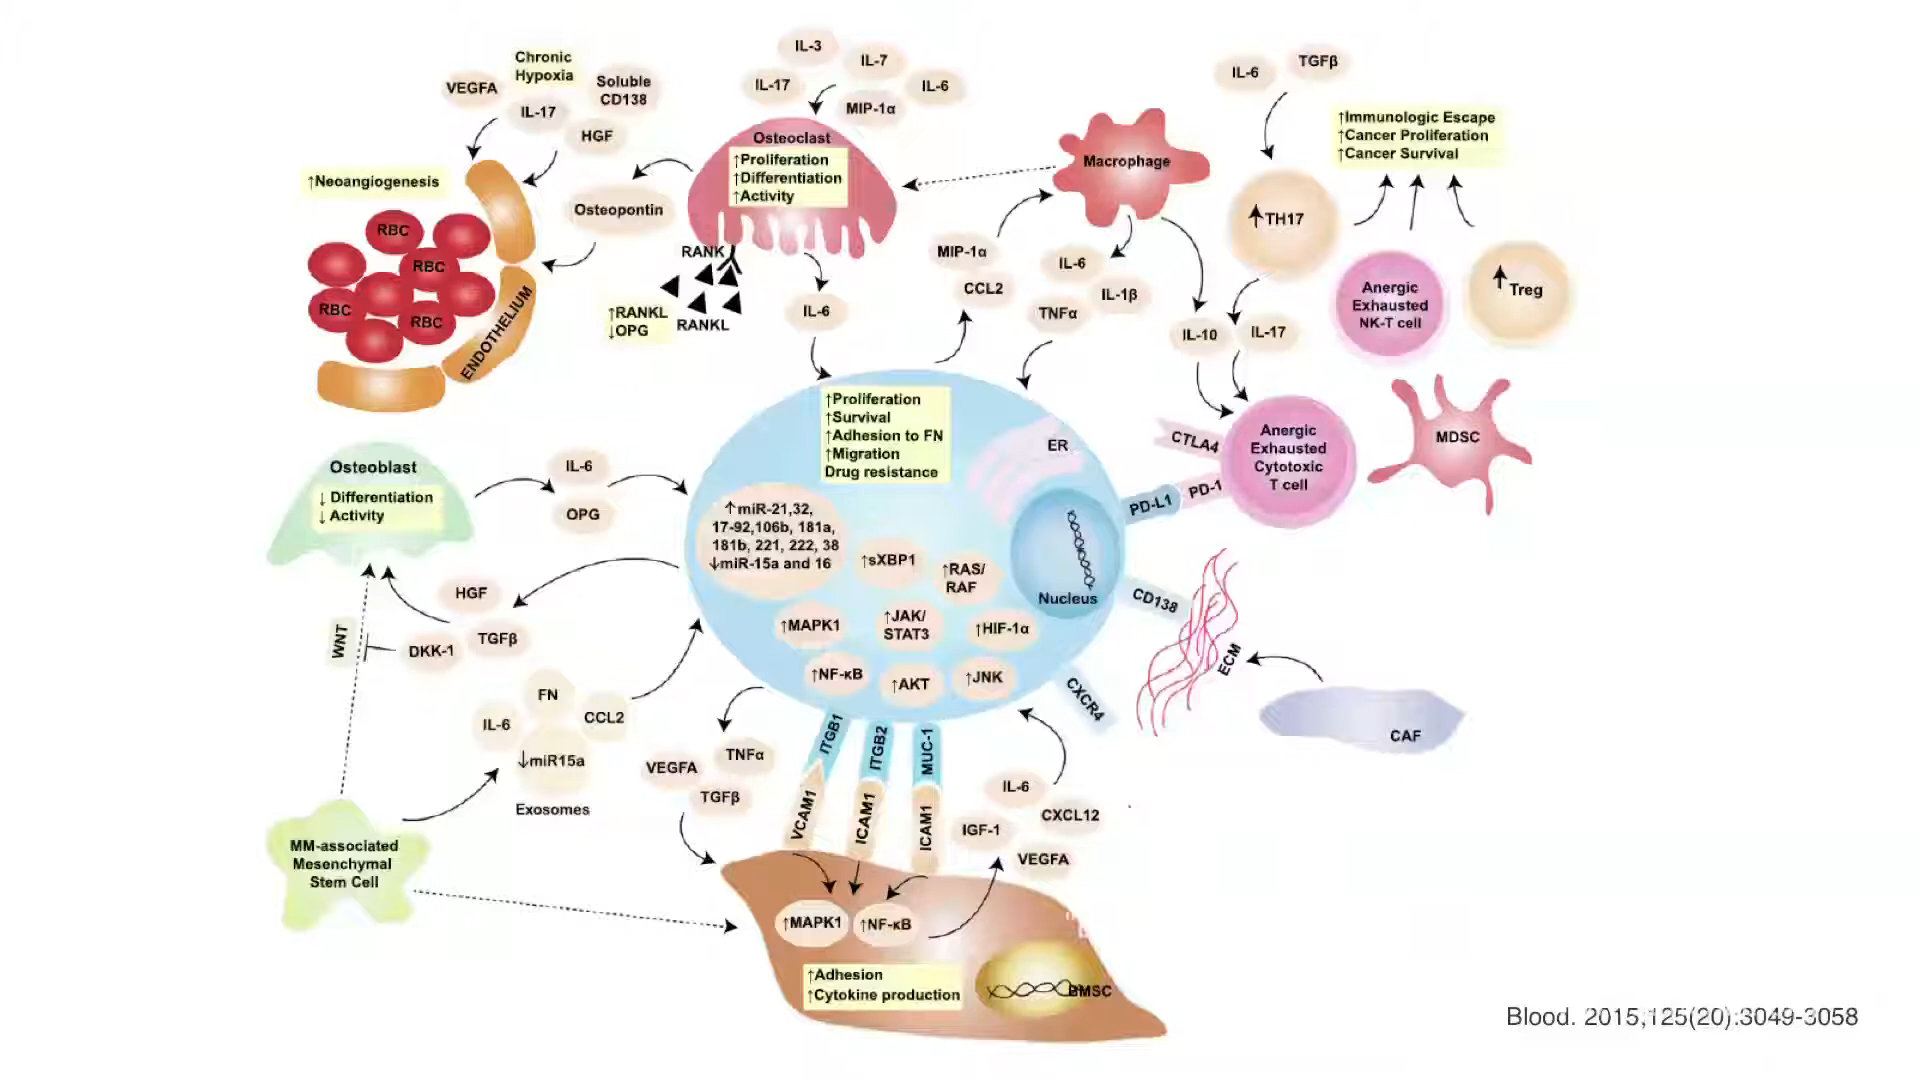 Chronic
Hypoxia
VEGFA
Soluble
CD138
IL-17
HGF
↑Neoangiogenesis
RBC
RBC
RBC
RBC
ENDOTHELIUM
Osteopontin
IL-3
IL-7
IL-17
IL-6
MIP-1α
Osteoclast
↑Proliferation
↑Differentiation
↑Activity
RANK
↑RANKL
↓OPG
RANKL
IL-6
Macrophage
MIP-1α
CCL2
IL-6
IL-1β
TNFα
IL-6
TGFβ
↑TH17
IL-10
IL-17
↑Immunologic Escape
↑Cancer Proliferation
↑Cancer Survival
Anergic
Exhausted
NK-T cell
↑Treg
MDSC
CTLA4
Anergic
Exhausted
Cytotoxic
T cell
PD-L1
PD-1
↑Proliferation
↑Survival
↑Adhesion to FN
↑Migration
Drug resistance
ER
Nucleus
↑miR-21,32,
17-92,106b, 181a,
181b, 221, 222, 38
↓miR-15a and 16
↑sXBP1
↑RAS/
RAF
↑MAPK1
↑JAK/
STAT3
↑HIF-1α
↑NF-κB
↑AKT
↑JNK
CD138
ECM
CXCR4
CAF
Osteoblast
↓ Differentiation
↓ Activity
IL-6
OPG
HGF
TGFβ
DKK-1
WNT
FN
IL-6
CCL2
↓miR15a
Exosomes
MM-associated
Mesenchymal
Stem Cell
TNFα
VEGFA
TGFβ
ITGB1
ITGB2
MUC-1
VCAM1
ICAM1
ICAM1
IL-6
CXCL12
IGF-1
VEGFA
↑MAPK1
↑NF-κB
↑Adhesion
↑Cytokine production
BMSC
Blood. 2015;125(20):3049-3058